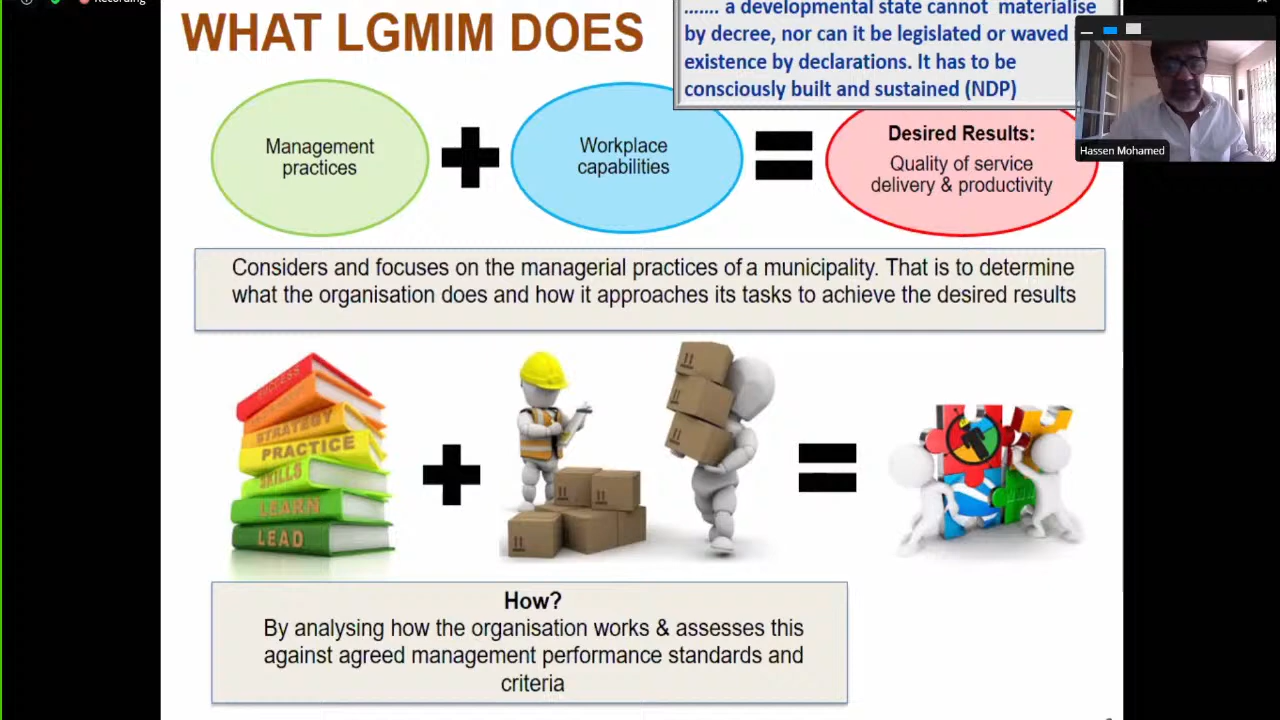 Recording
WHAT LGMIM DOES
....... a developmental state cannot materialise
by decree, nor can it be legislated or waved
existence by declarations. It has to be
consciously built and sustained (NDP)
Hassen Mohamed
Management
practices
Workplace
capabilities
Desired Results:
Quality of service
delivery & productivity
Considers and focuses on the managerial practices of a municipality. That is to determine
what the organisation does and how it approaches its tasks to achieve the desired results
SUCCESS
STRATEGY
PRACTICE
SKILLS
LEARN
LEAD
How?
By analysing how the organisation works & assesses this
against agreed management performance standards and
criteria